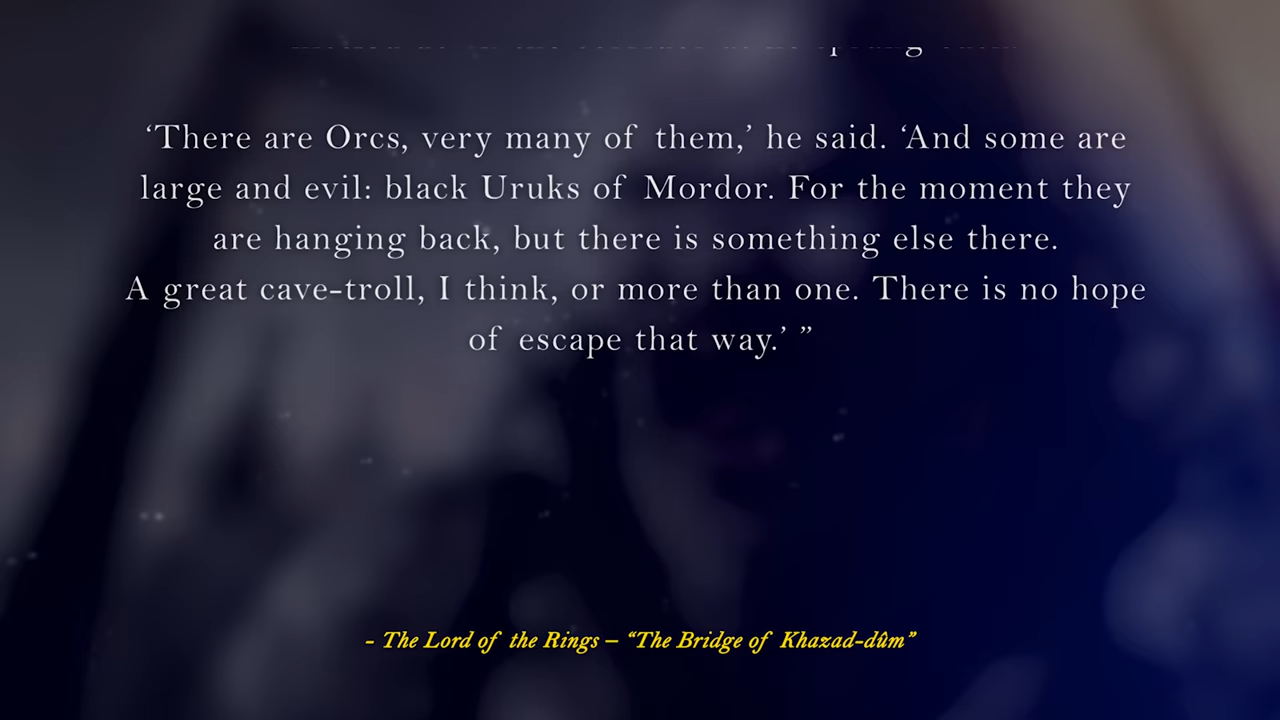 ‘There are Orcs, very many of them,’ he said. ‘And some are
large and evil: black Uruks of Mordor. For the moment they
are hanging back, but there is something else there.
A great cave-troll, I think, or more than one. There is no hope
of escape that way.’ ”
- The Lord of the Rings – “The Bridge of Khazad-dûm”